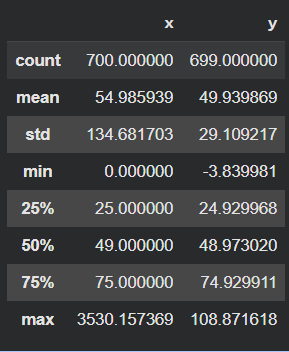 x y
count 700.000000 699.000000
mean 54.985939 49.939869
std 134.681703 29.109217
min 0.000000 -3.839981
25% 25.000000 24.929968
50% 49.000000 48.973020
75% 75.000000 74.929911
max 3530.157369 108.871618